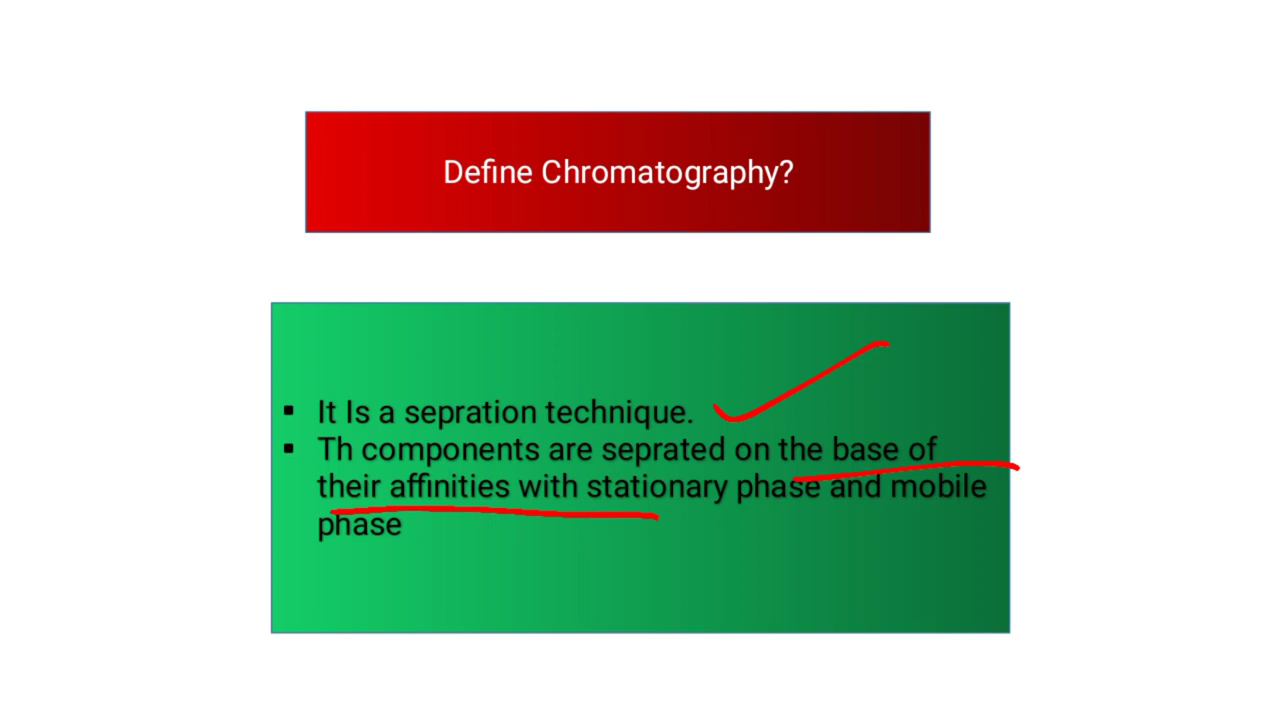 Define Chromatography?
▪ It Is a sepration technique.
▪ Th components are seprated on the base of
their affinities with stationary phase and mobile
phase